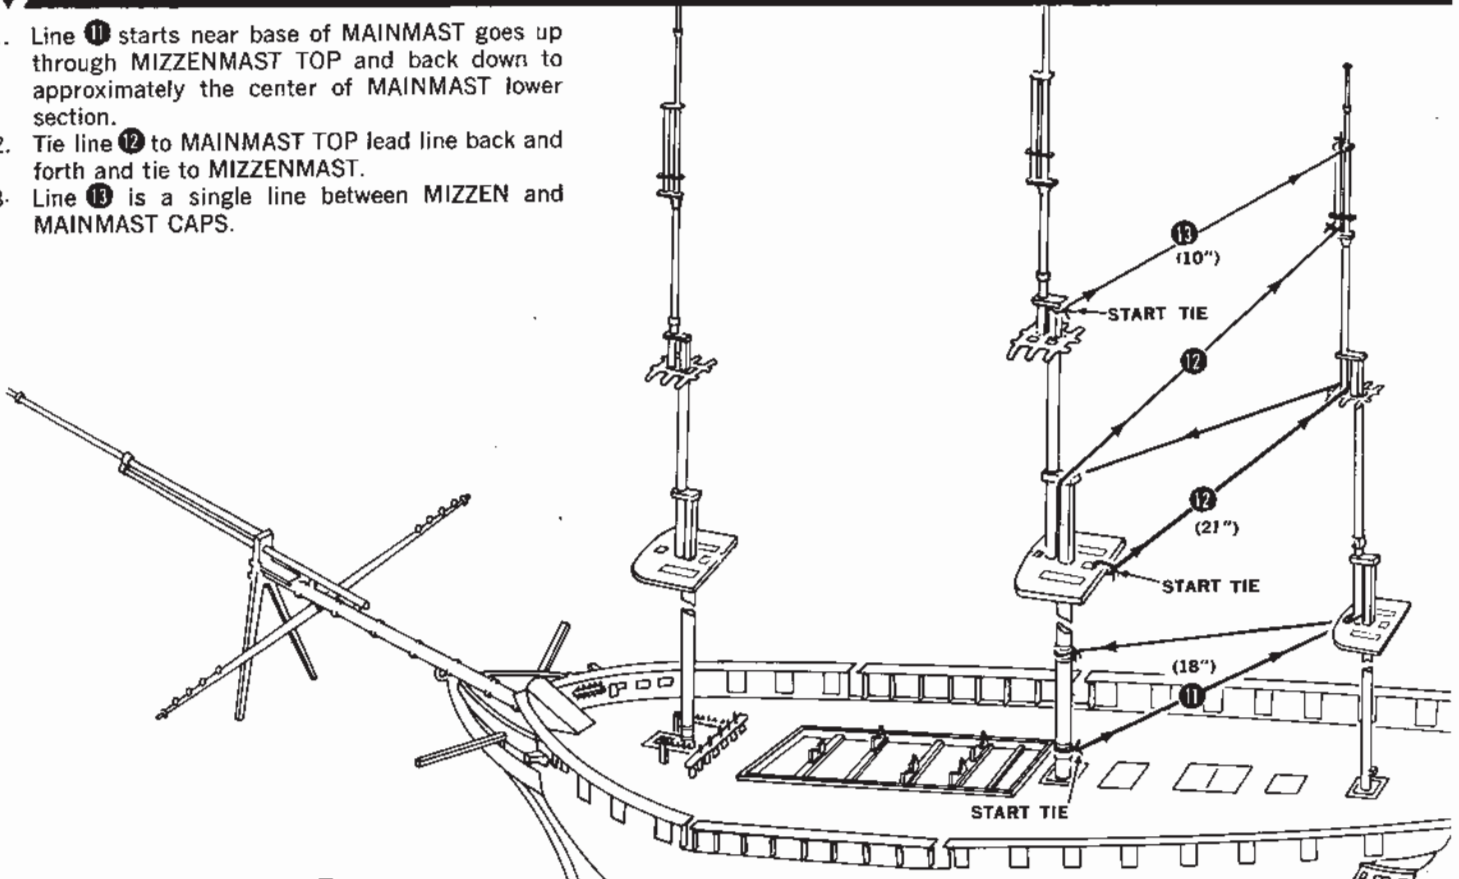 . Line 11 starts near base of MAINMAST goes up
through MIZZENMAST TOP and back down to
approximately the center of MAINMAST lower
section.
2. Tie line 12 to MAINMAST TOP lead line back and
forth and tie to MIZZENMAST.
3. Line 13 is a single line between MIZZEN and
MAINMAST CAPS.
13
(10")
START TIE
12
12
(21")
START TIE
(18")
11
START TIE